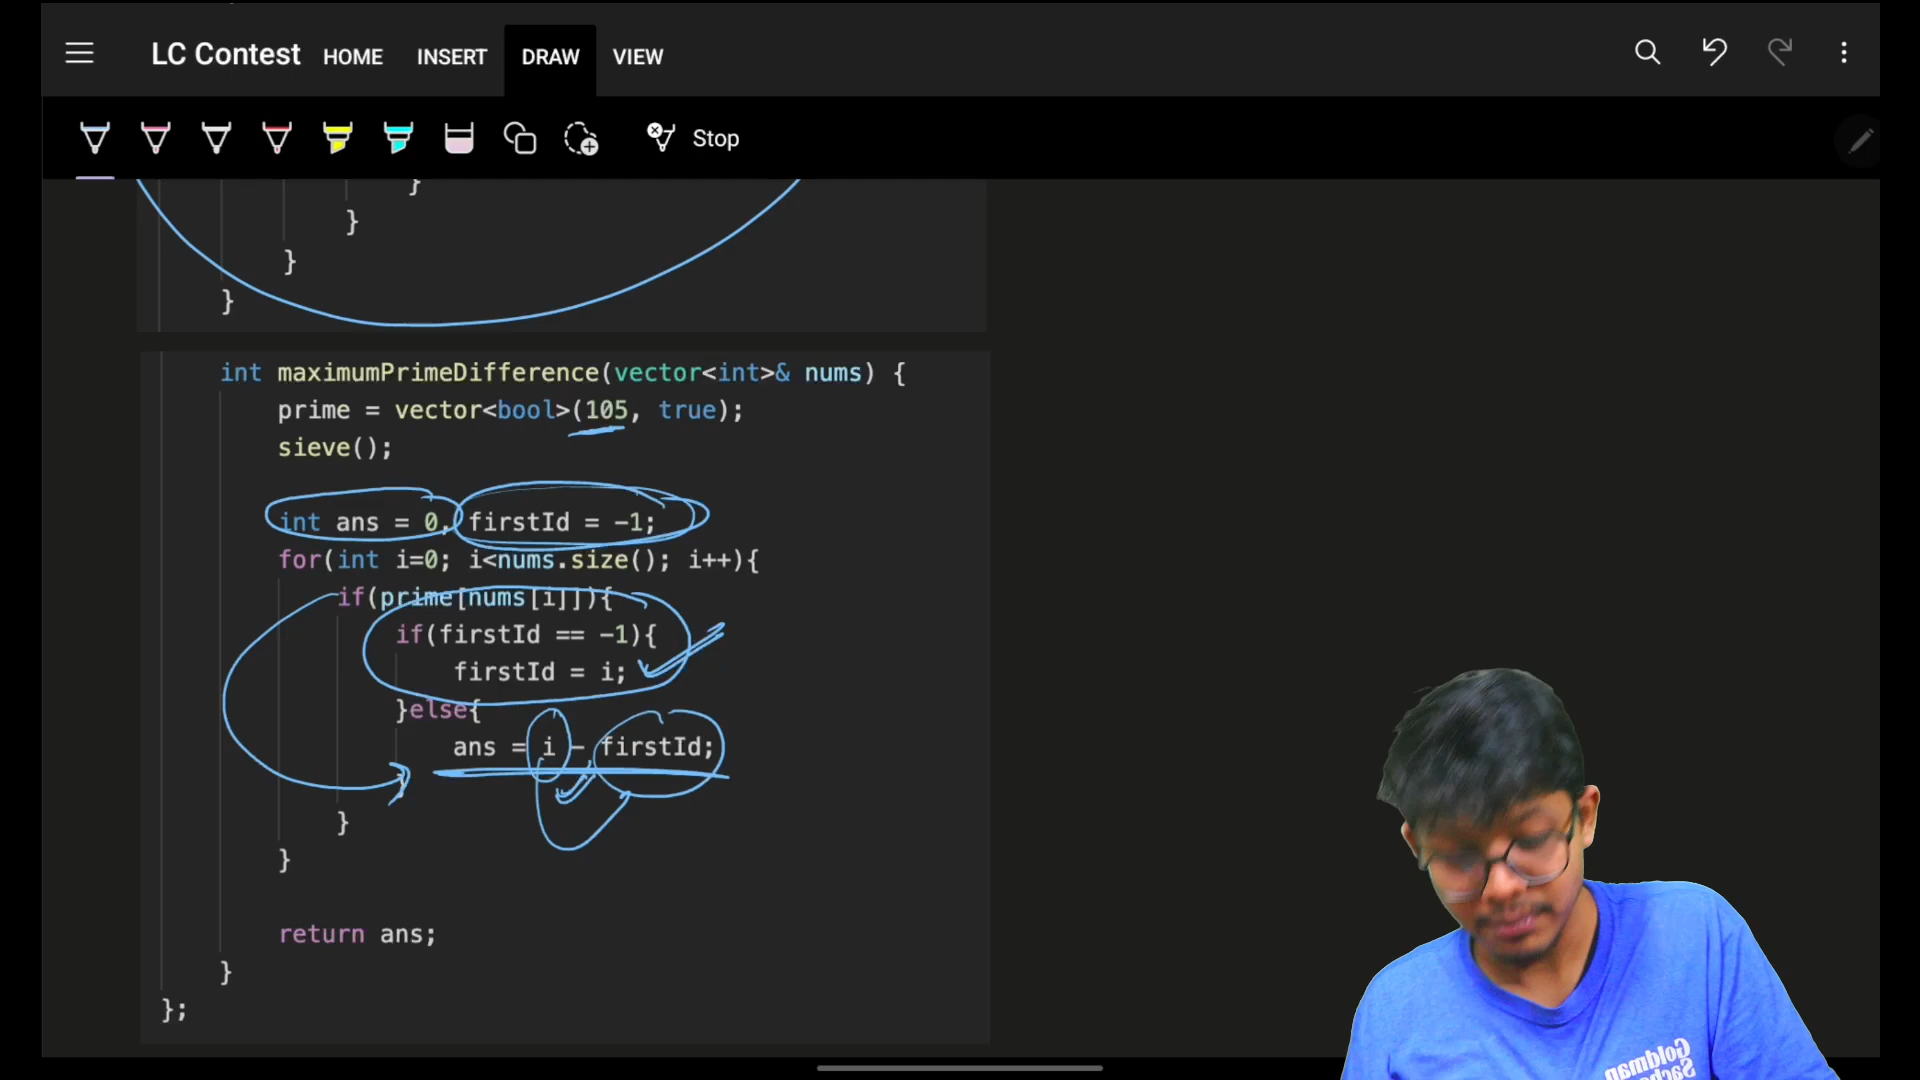 LC Contest HOME INSERT DRAW VIEW
Stop
}
}
}
}
int maximumPrimeDifference(vector<int>& nums) {
prime = vector<bool>(105, true);
sieve();
int ans = 0, firstId = -1;
for(int i=0; i<nums.size(); i++){
if(prime[nums[i]]){
if(firstId == -1){
firstId = i;
}else{
ans = i - firstId;
}
}
}
return ans;
}
};
Goldman
Sachs